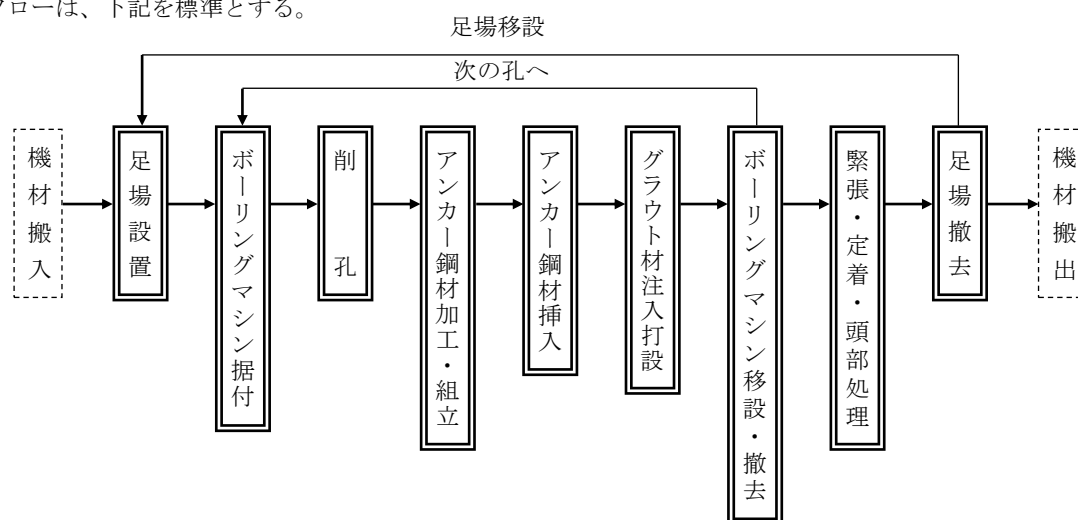 フローは、下記を標準とする。
足場移設
次の孔へ
機材搬入
足場設置
ボーリングマシン据付
削孔
アンカー鋼材加工・組立
アンカー鋼材挿入
グラウト材注入打設
ボーリングマシン移設・撤去
緊張・定着・頭部処理
足場撤去
機材搬出